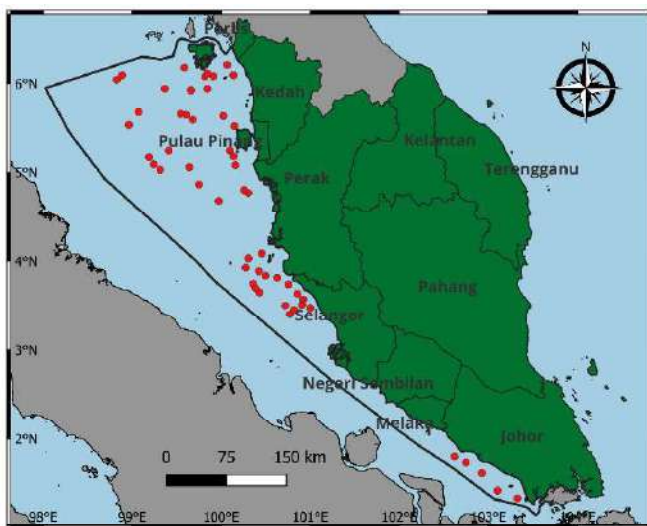 N
Perlis
6°N
Kedah
Kelantan
Pulau Pinang
Terengganu
5°N
Perak
4°N
Pahang
Selangor
3°N
Negeri Sembilan
Melaka
Johor
2°N
0 75 150 km
98°E 99°E 100°E 101°E 102°E 103°E 104°E